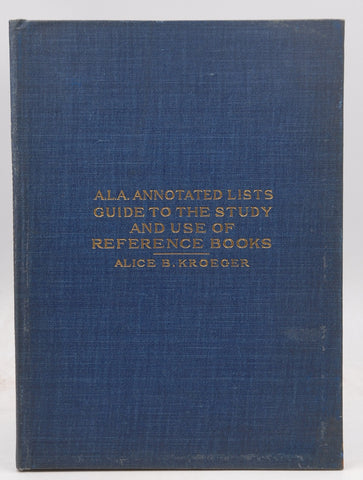 A.L.A. ANNOTATED LISTS
GUIDE TO THE STUDY
AND USE OF
REFERENCE BOOKS
ALICE B. KROEGER